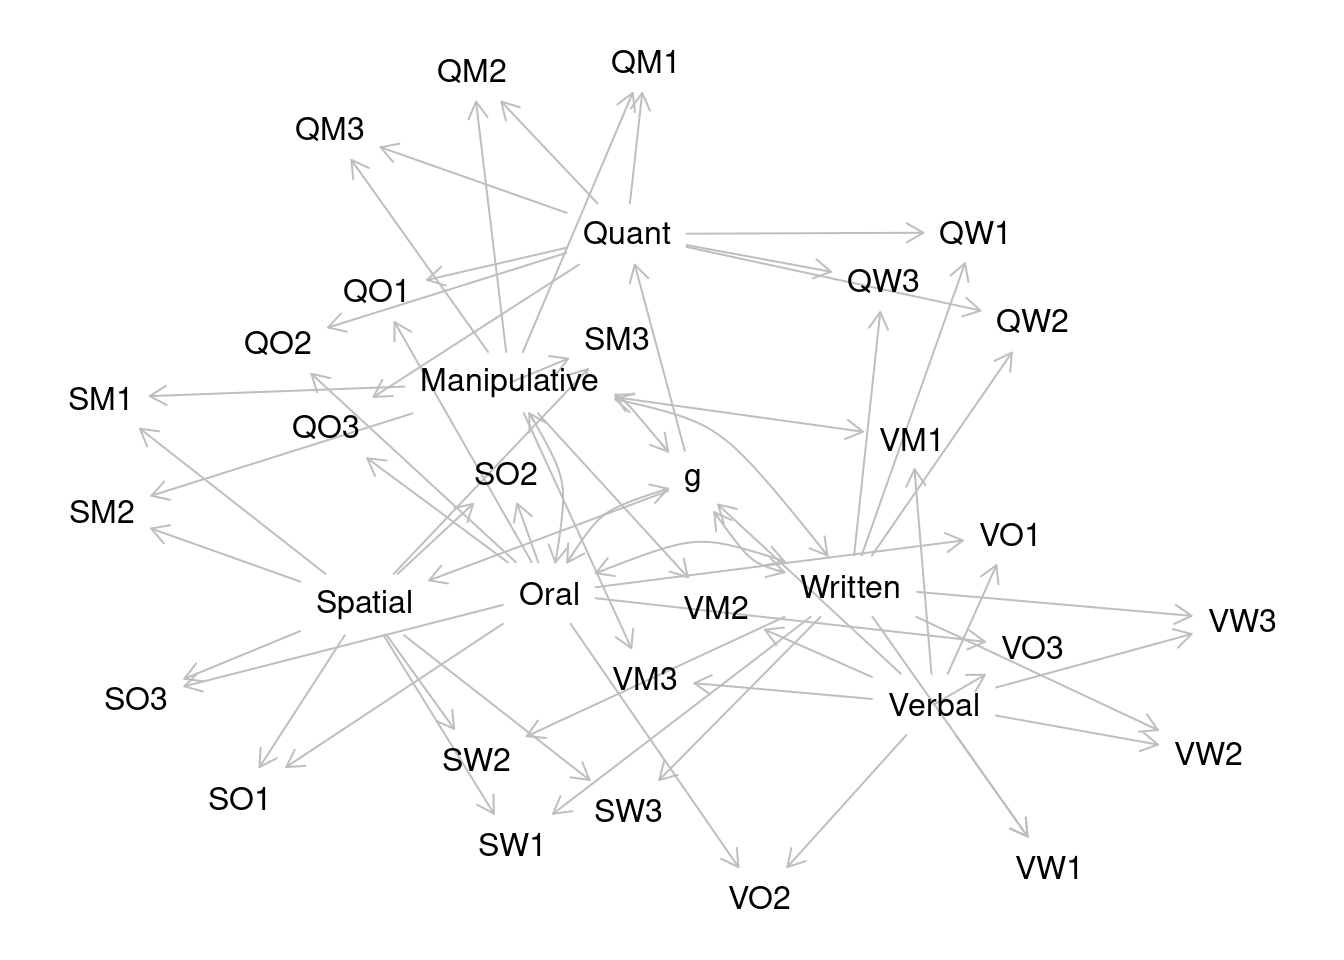 QM1
QM2
QM3
Quant
QW1
QW3
QO1
QW2
SM3
QO2
Manipulative
SM1
QO3
VM1
SO2
g
SM2
VO1
Written
Oral
Spatial
VM2
VW3
VO3
VM3
SO3
Verbal
VW2
SW2
SO1
SW3
SW1
VW1
VO2